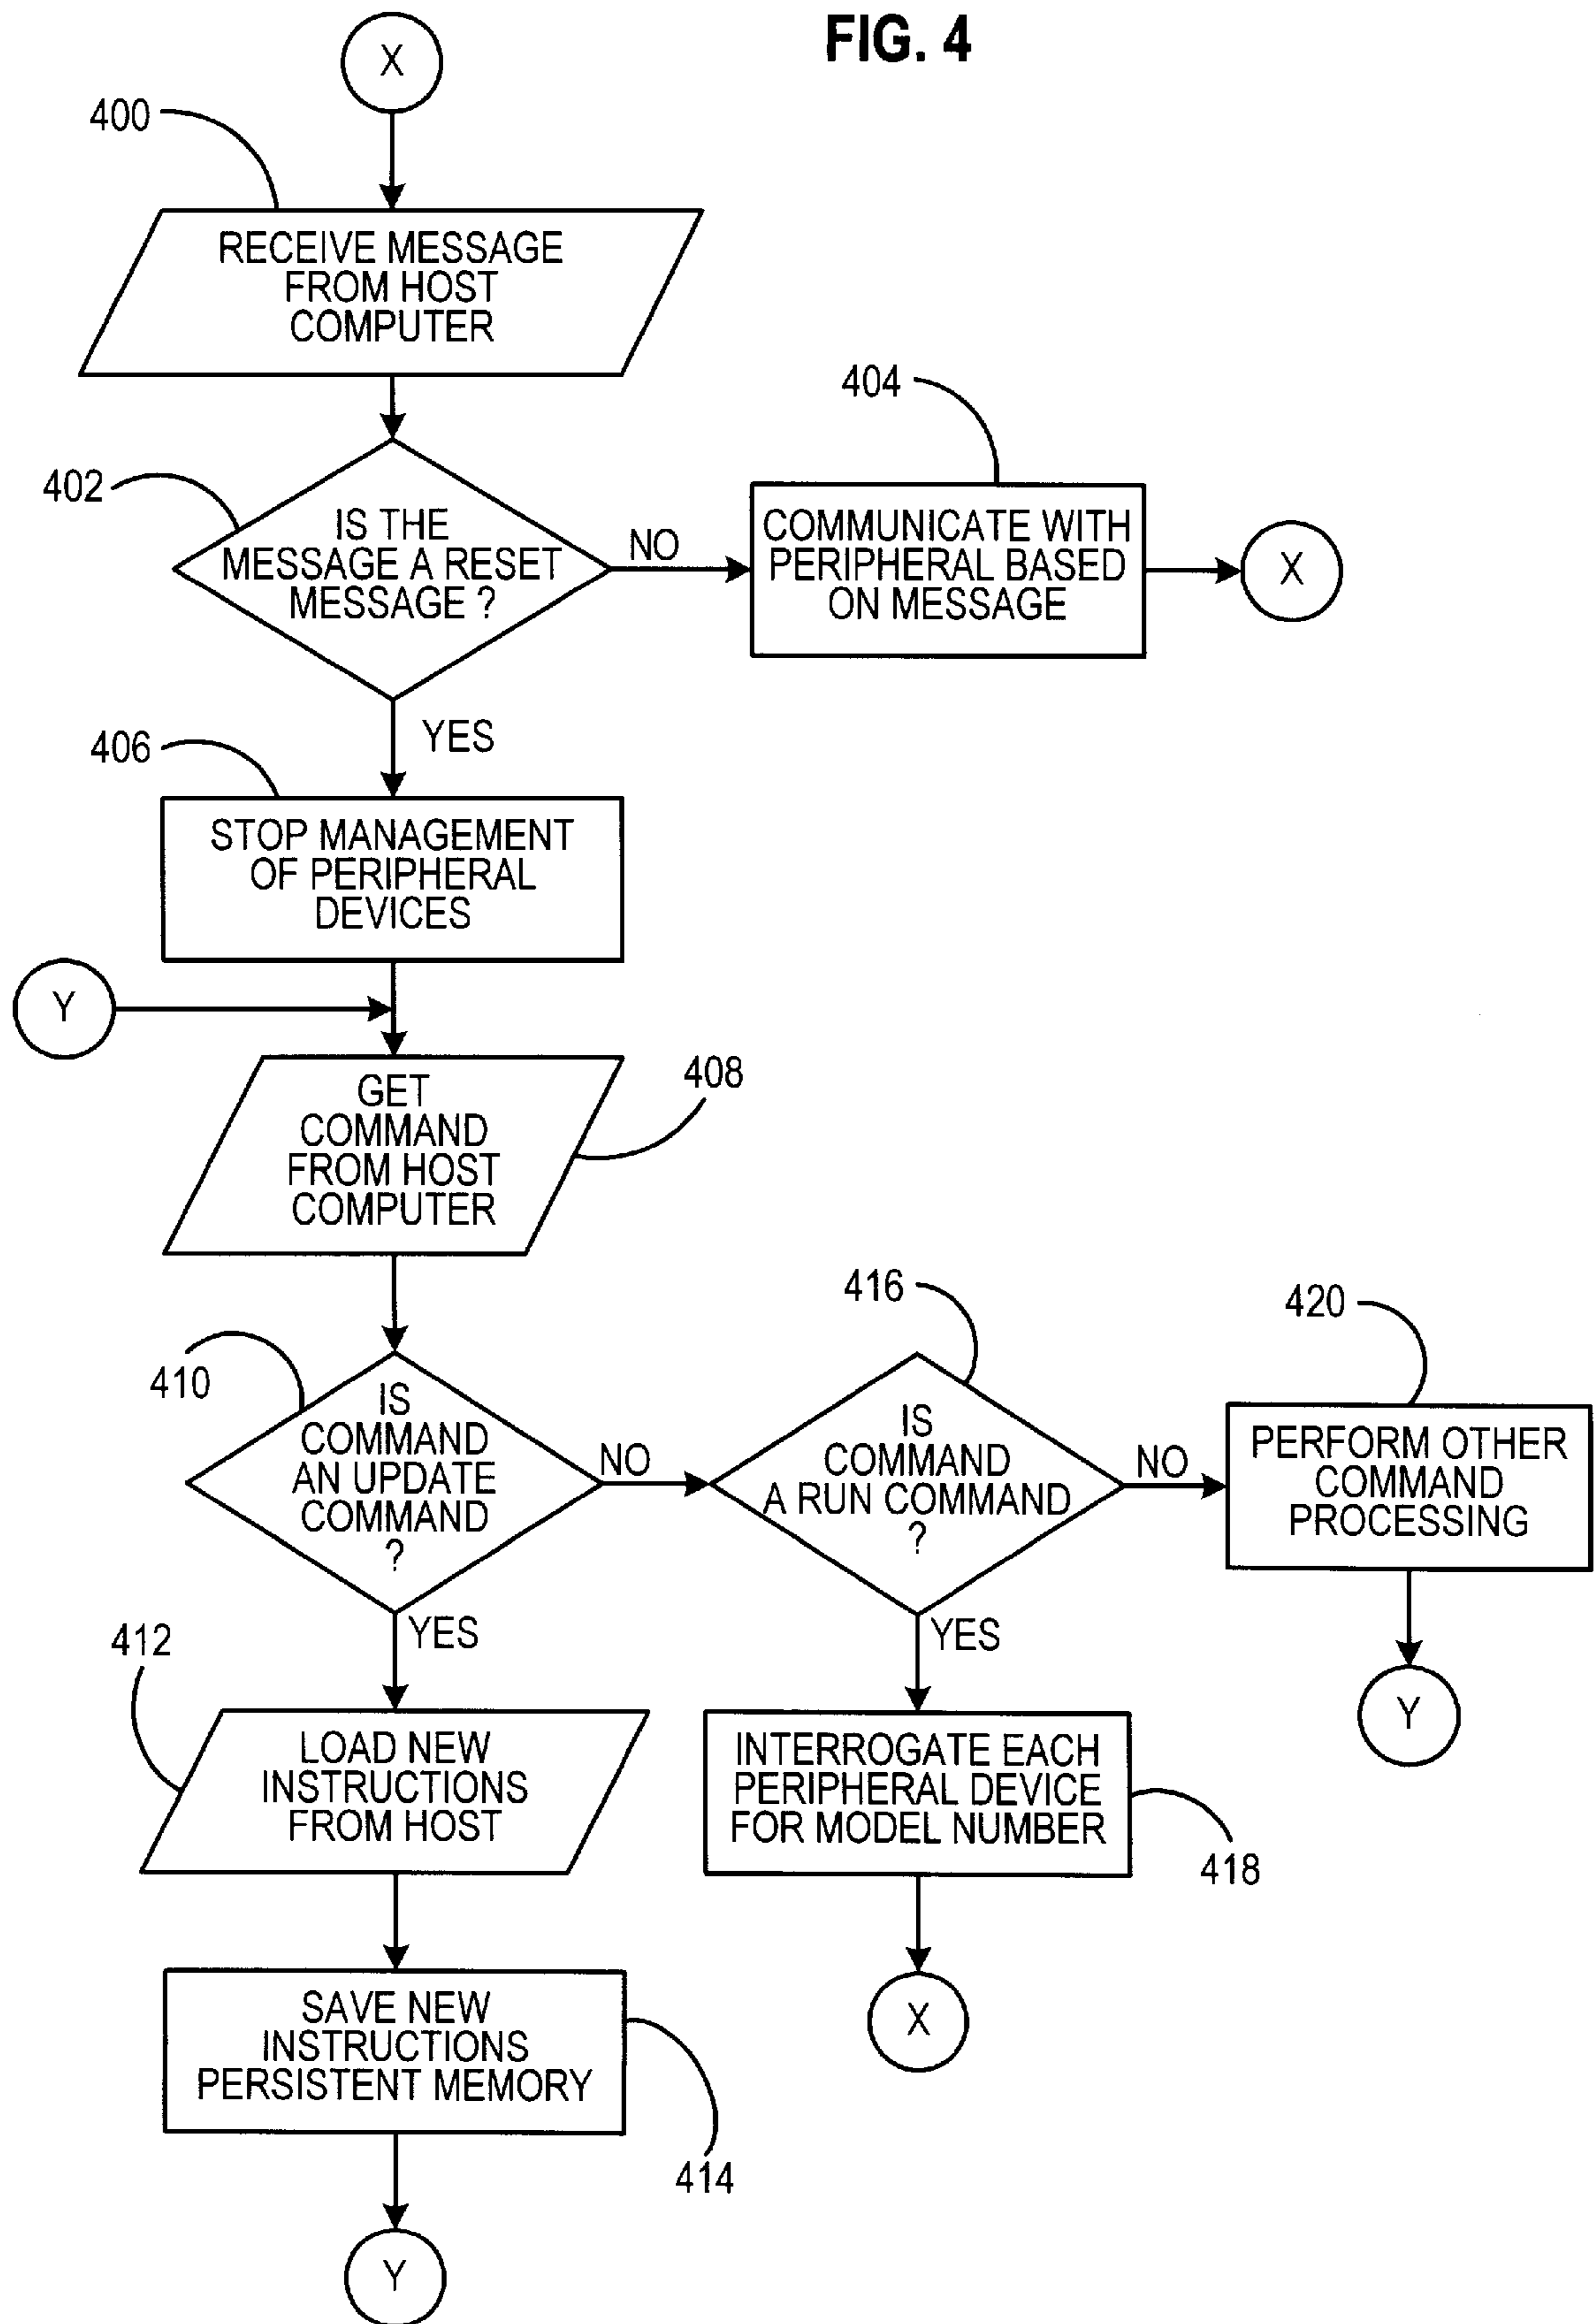 FIG. 4
X
400
RECEIVE MESSAGE
FROM HOST
COMPUTER
404
402
IS THE
MESSAGE A RESET
MESSAGE ?
NO
COMMUNICATE WITH
PERIPHERAL BASED
ON MESSAGE
X
YES
406
STOP MANAGEMENT
OF PERIPHERAL
DEVICES
Y
408
GET
COMMAND
FROM HOST
COMPUTER
416
420
410
IS
COMMAND
AN UPDATE
COMMAND
?
NO
IS
COMMAND
A RUN COMMAND
?
NO
PERFORM OTHER
COMMAND
PROCESSING
YES
YES
412
Y
LOAD NEW
INSTRUCTIONS
FROM HOST
INTERROGATE EACH
PERIPHERAL DEVICE
FOR MODEL NUMBER
418
SAVE NEW
INSTRUCTIONS
PERSISTENT MEMORY
X
414
Y